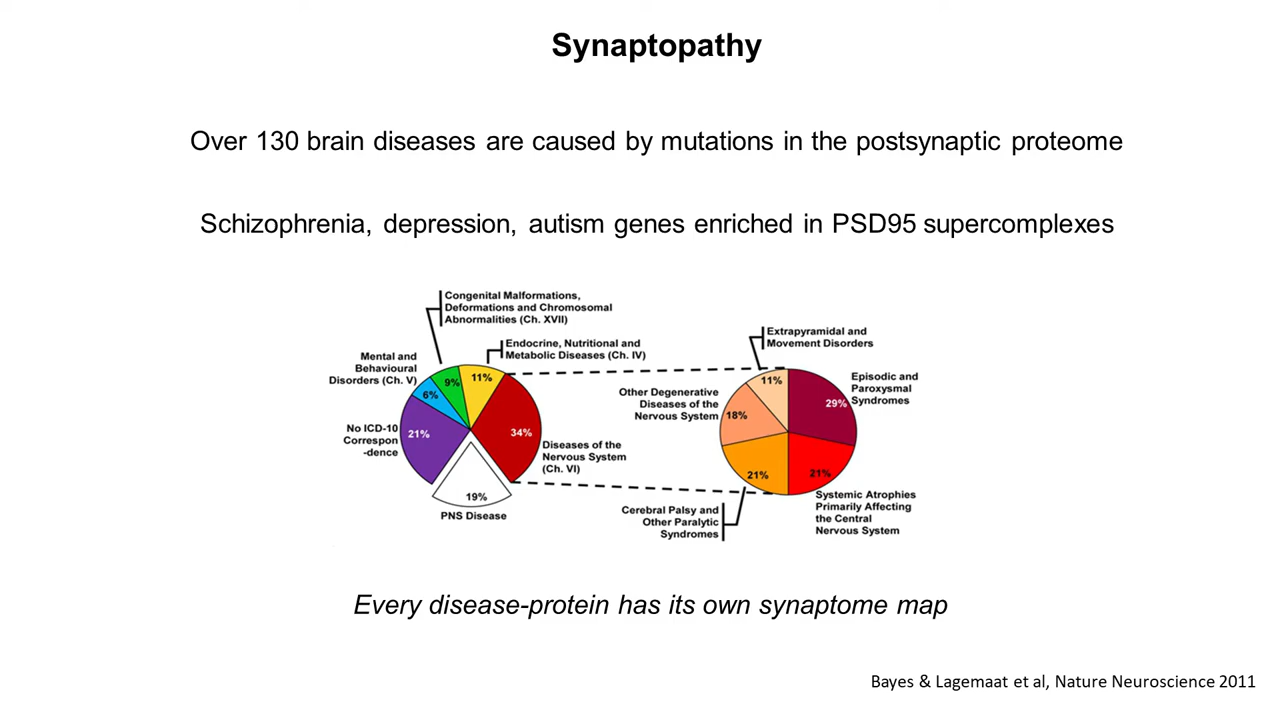 Synaptopathy
Over 130 brain diseases are caused by mutations in the postsynaptic proteome
Schizophrenia, depression, autism genes enriched in PSD95 supercomplexes
Congenital Malformations,
Deformations and Chromosomal
Abnormalities (Ch. XVII)
Endocrine, Nutritional and
Metabolic Diseases (Ch. IV)
Mental and
Behavioural
Disorders (Ch. V)
9%
11%
6%
No ICD-10
Correspon
-dence
21%
34%
Diseases of the
Nervous System
(Ch. VI)
19%
PNS Disease
Extrapyramidal and
Movement Disorders
Other Degenerative
Diseases of the
Nervous System
11%
Episodic and
Paroxysmal
Syndromes
29%
18%
21%
21%
Cerebral Palsy and
Other Paralytic
Syndromes
Systemic Atrophies
Primarily Affecting
the Central
Nervous System
Every disease-protein has its own synaptome map
Bayes & Lagemaat et al, Nature Neuroscience 2011